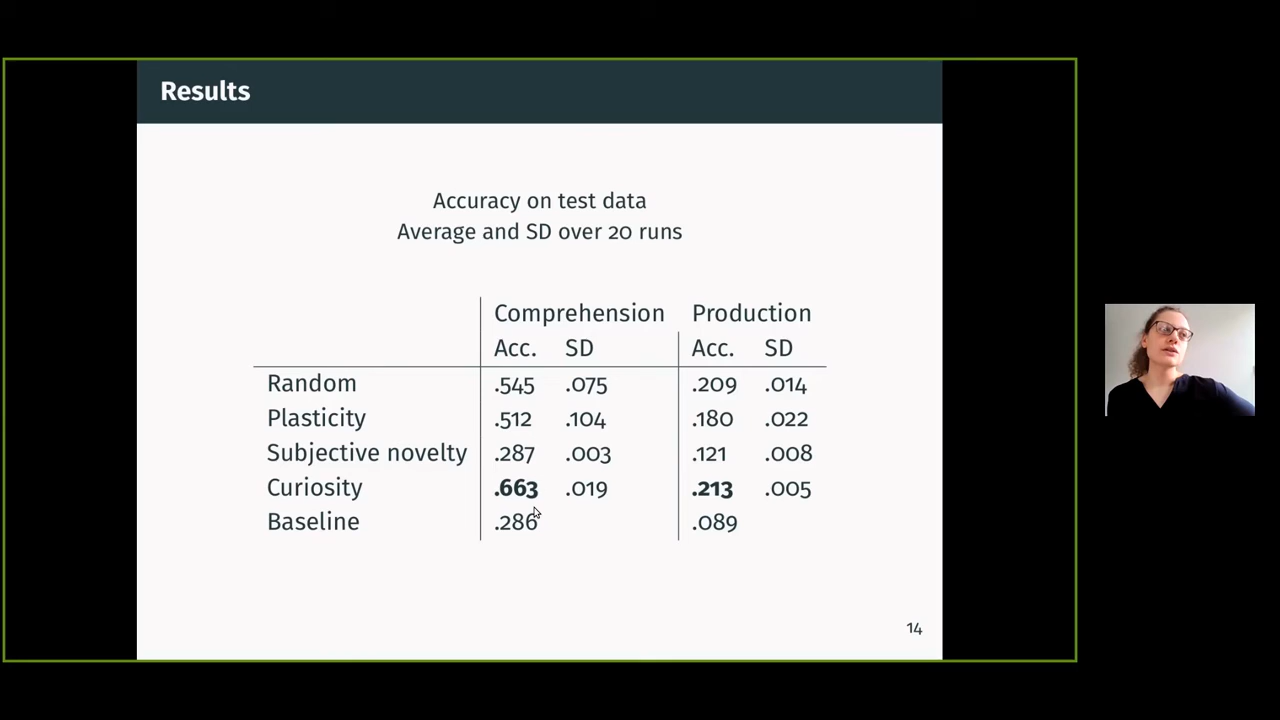 Results
Accuracy on test data
Average and SD over 20 runs
Comprehension Production
Acc. SD Acc. SD
Random .545 .075 .209 .014
Plasticity .512 .104 .180 .022
Subjective novelty .287 .003 .121 .008
Curiosity .663 .019 .213 .005
Baseline .286 .089
14